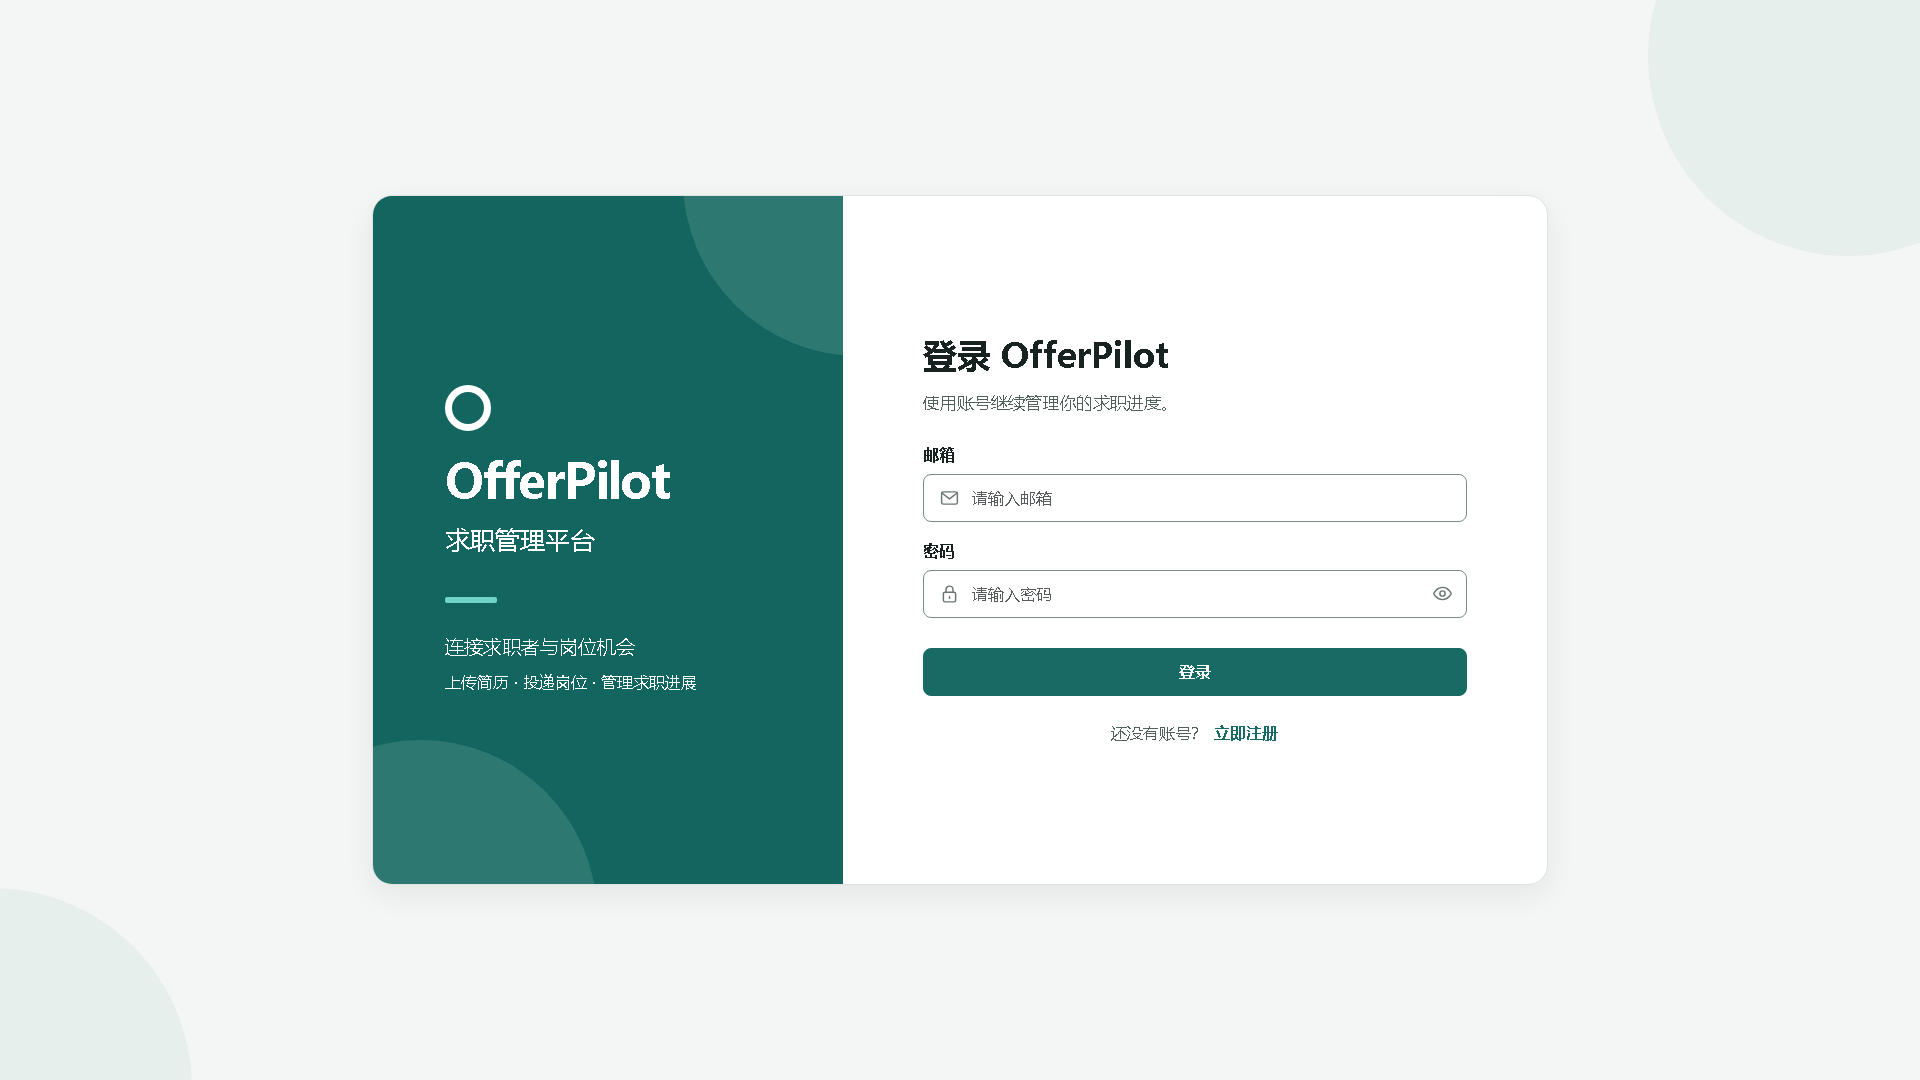 OfferPilot
求职管理平台
连接求职者与岗位机会
上传简历 · 投递岗位 · 管理求职进展
登录 OfferPilot
使用账号继续管理你的求职进度。
邮箱
请输入邮箱
密码
请输入密码
登录
还没有账号？ 立即注册